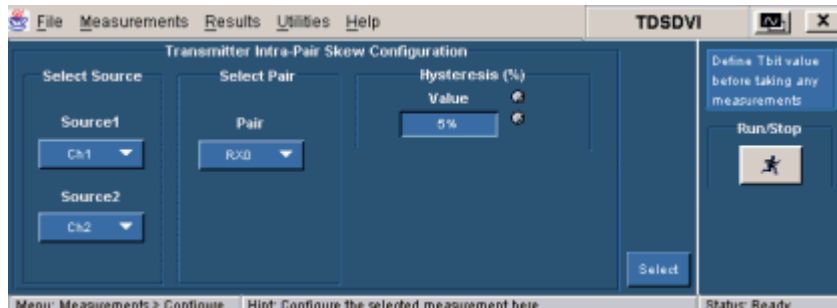 File Measurements Results Utilities Help TDSDVI
Transmitter Intra-Pair Skew Configuration
Select Source
Source1
Ch1
Source2
Ch2
Select Pair
Pair
RX0
Hysteresis (%)
Value
5%
Select
Define Tbit value
before taking any
measurements
Run/Stop
Menu: Measurements > Configure
Hint: Configure the selected measurement here
Status: Ready